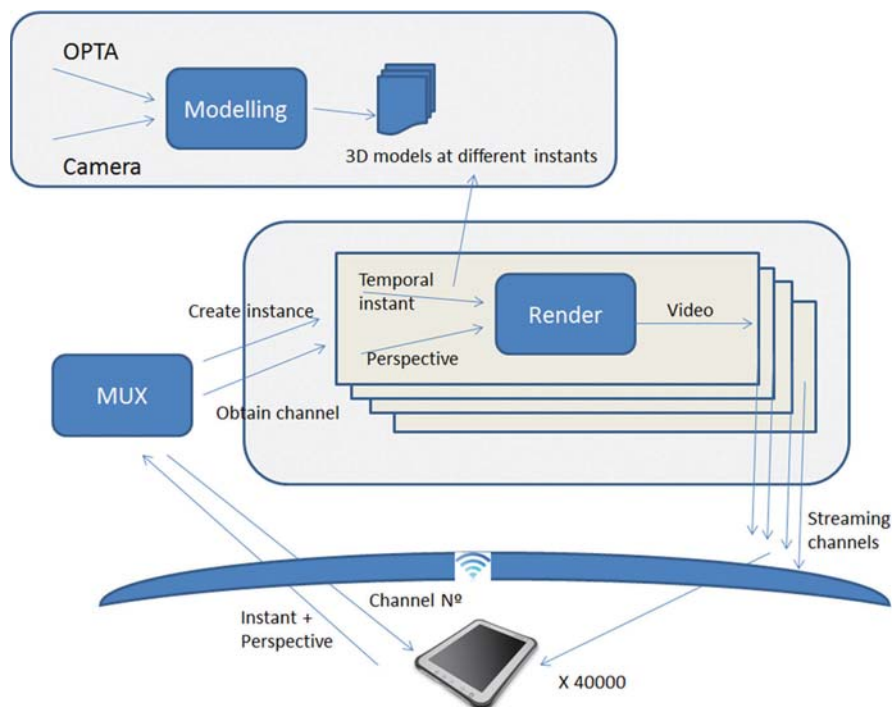 OPTA
Modelling
Camera
3D models at different instants
Temporal
instant
Create instance
Render
Video
Perspective
MUX
Obtain channel
Streaming
channels
Channel Nº
Instant +
Perspective
X 40000